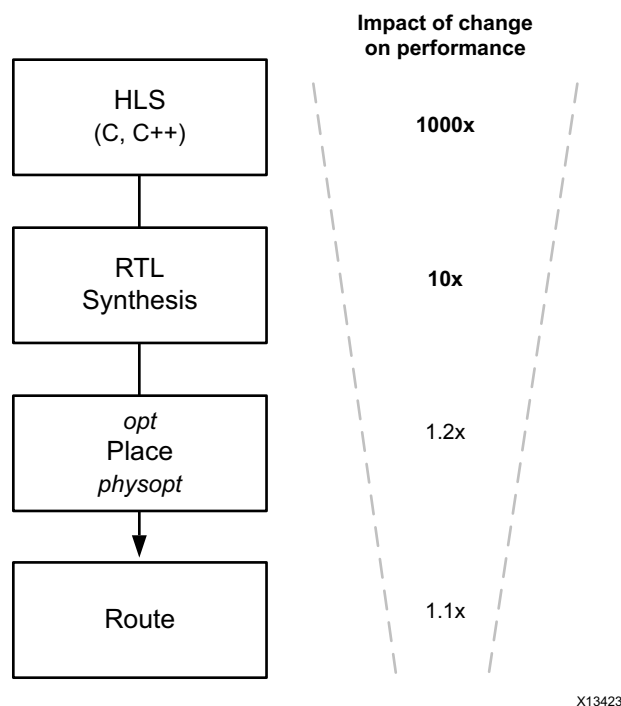 Impact of change
on performance
HLS
(C, C++)
1000x
RTL
Synthesis
10x
opt
Place
physopt
1.2x
Route
1.1x
X13423